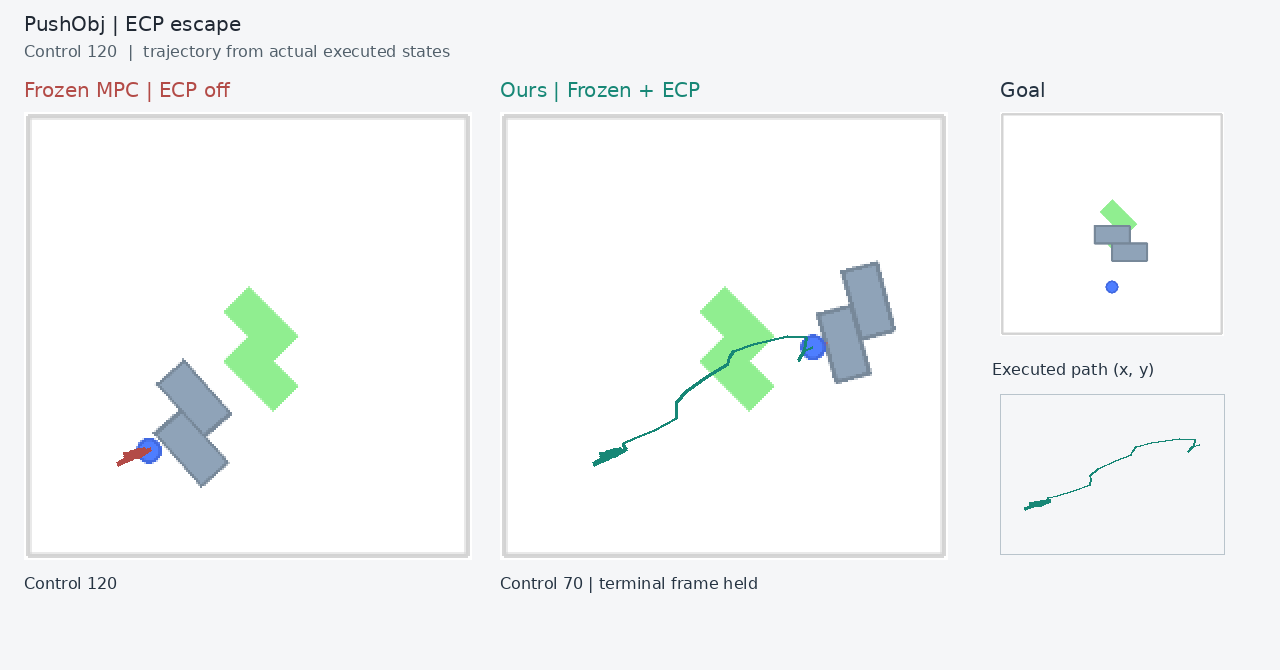 PushObj | ECP escape
Control 120 | trajectory from actual executed states
Frozen MPC | ECP off
Ours | Frozen + ECP
Goal
Executed path (x, y)
Control 120
Control 70 | terminal frame held